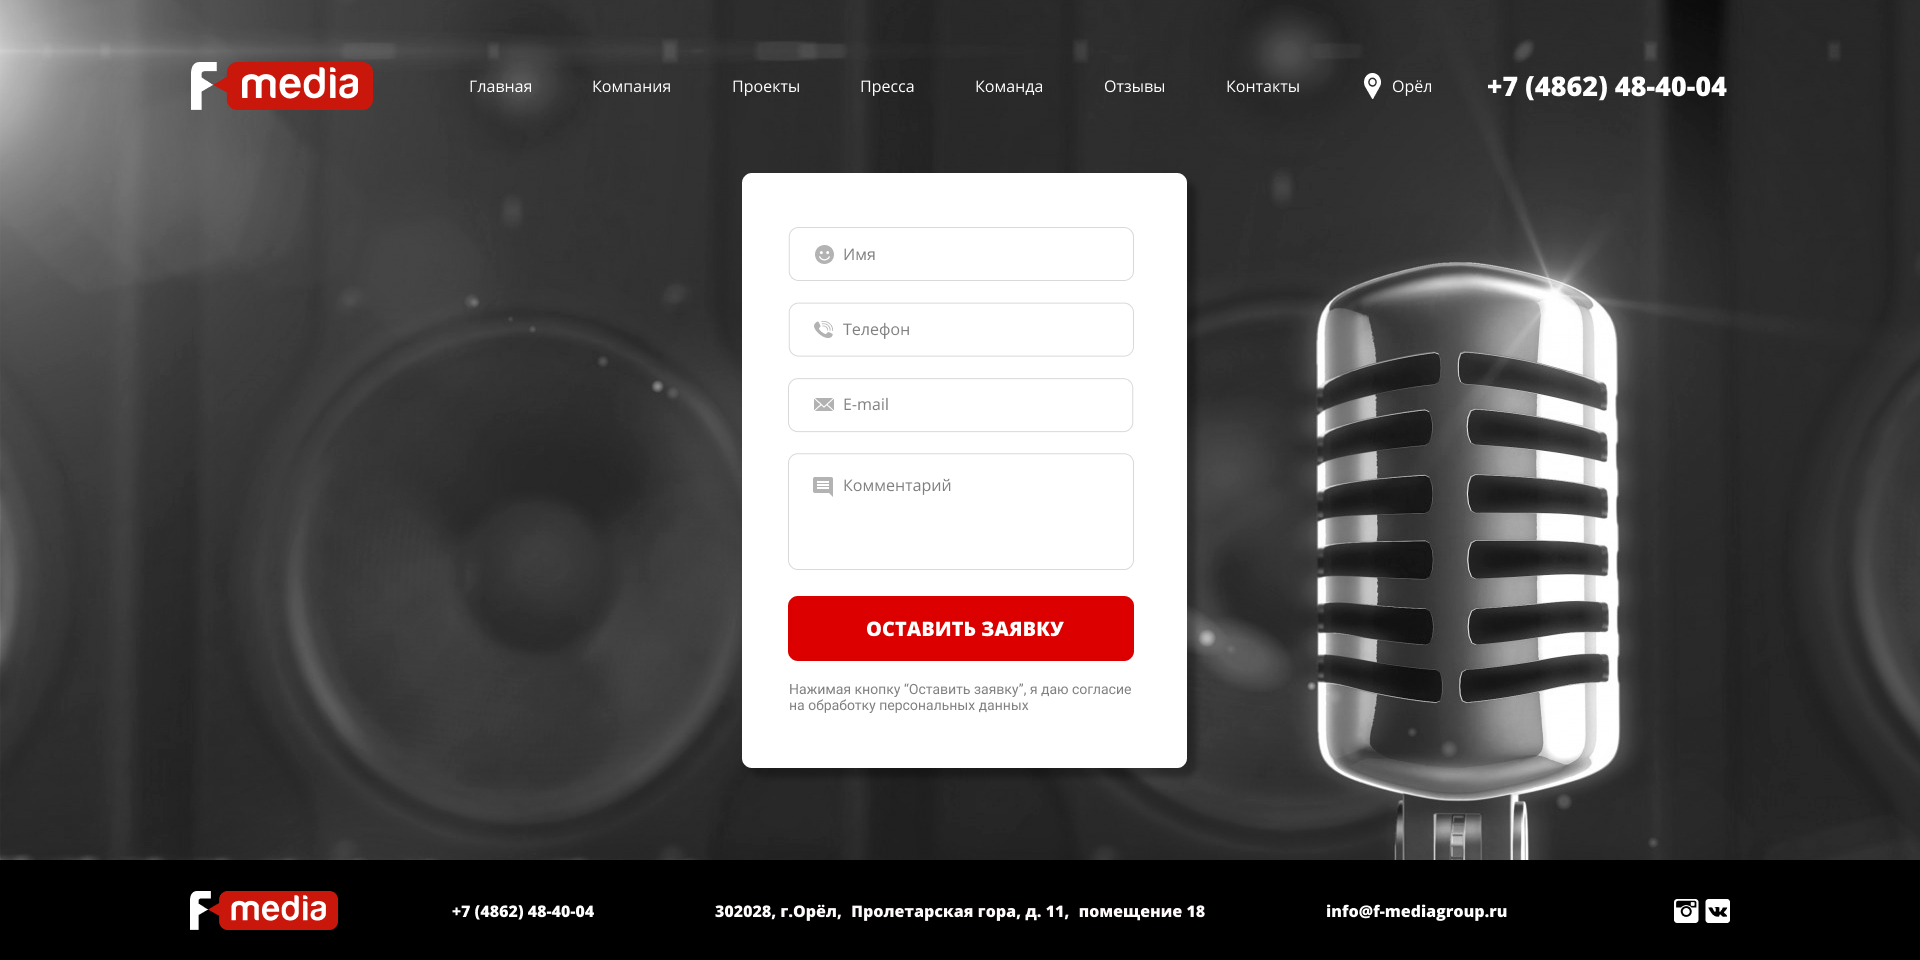 F media
Главная Компания Проекты Пресса Команда Отзывы Контакты Орёл +7 (4862) 48-40-04
Имя
Телефон
E-mail
Комментарий
ОСТАВИТЬ ЗАЯВКУ
Нажимая кнопку “Оставить заявку”, я даю согласие
на обработку персональных данных
F media +7 (4862) 48-40-04 302028, г.Орёл, Пролетарская гора, д. 11, помещение 18 info@f-mediagroup.ru